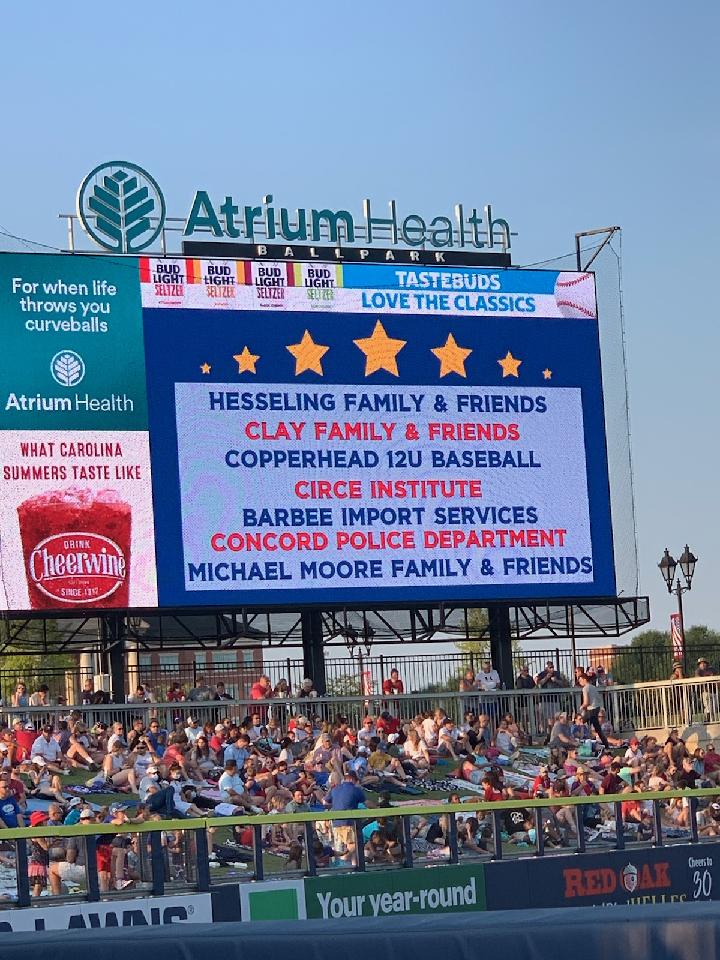 Atrium Health
BALLPARK
For when life
throws you
curveballs
Atrium Health
WHAT CAROLINA
SUMMERS TASTE LIKE
DRINK
Cheerwine
SINCE 1917
BUD LIGHT SELTZER
BUD LIGHT SELTZER
BUD LIGHT SELTZER
BUD LIGHT SELTZER
TASTEBUDS
LOVE THE CLASSICS
HESSELING FAMILY & FRIENDS
CLAY FAMILY & FRIENDS
COPPERHEAD 12U BASEBALL
CIRCE INSTITUTE
BARBEE IMPORT SERVICES
CONCORD POLICE DEPARTMENT
MICHAEL MOORE FAMILY & FRIENDS
LAWNS®
Your year-round
RED OAK
Cheers to
30